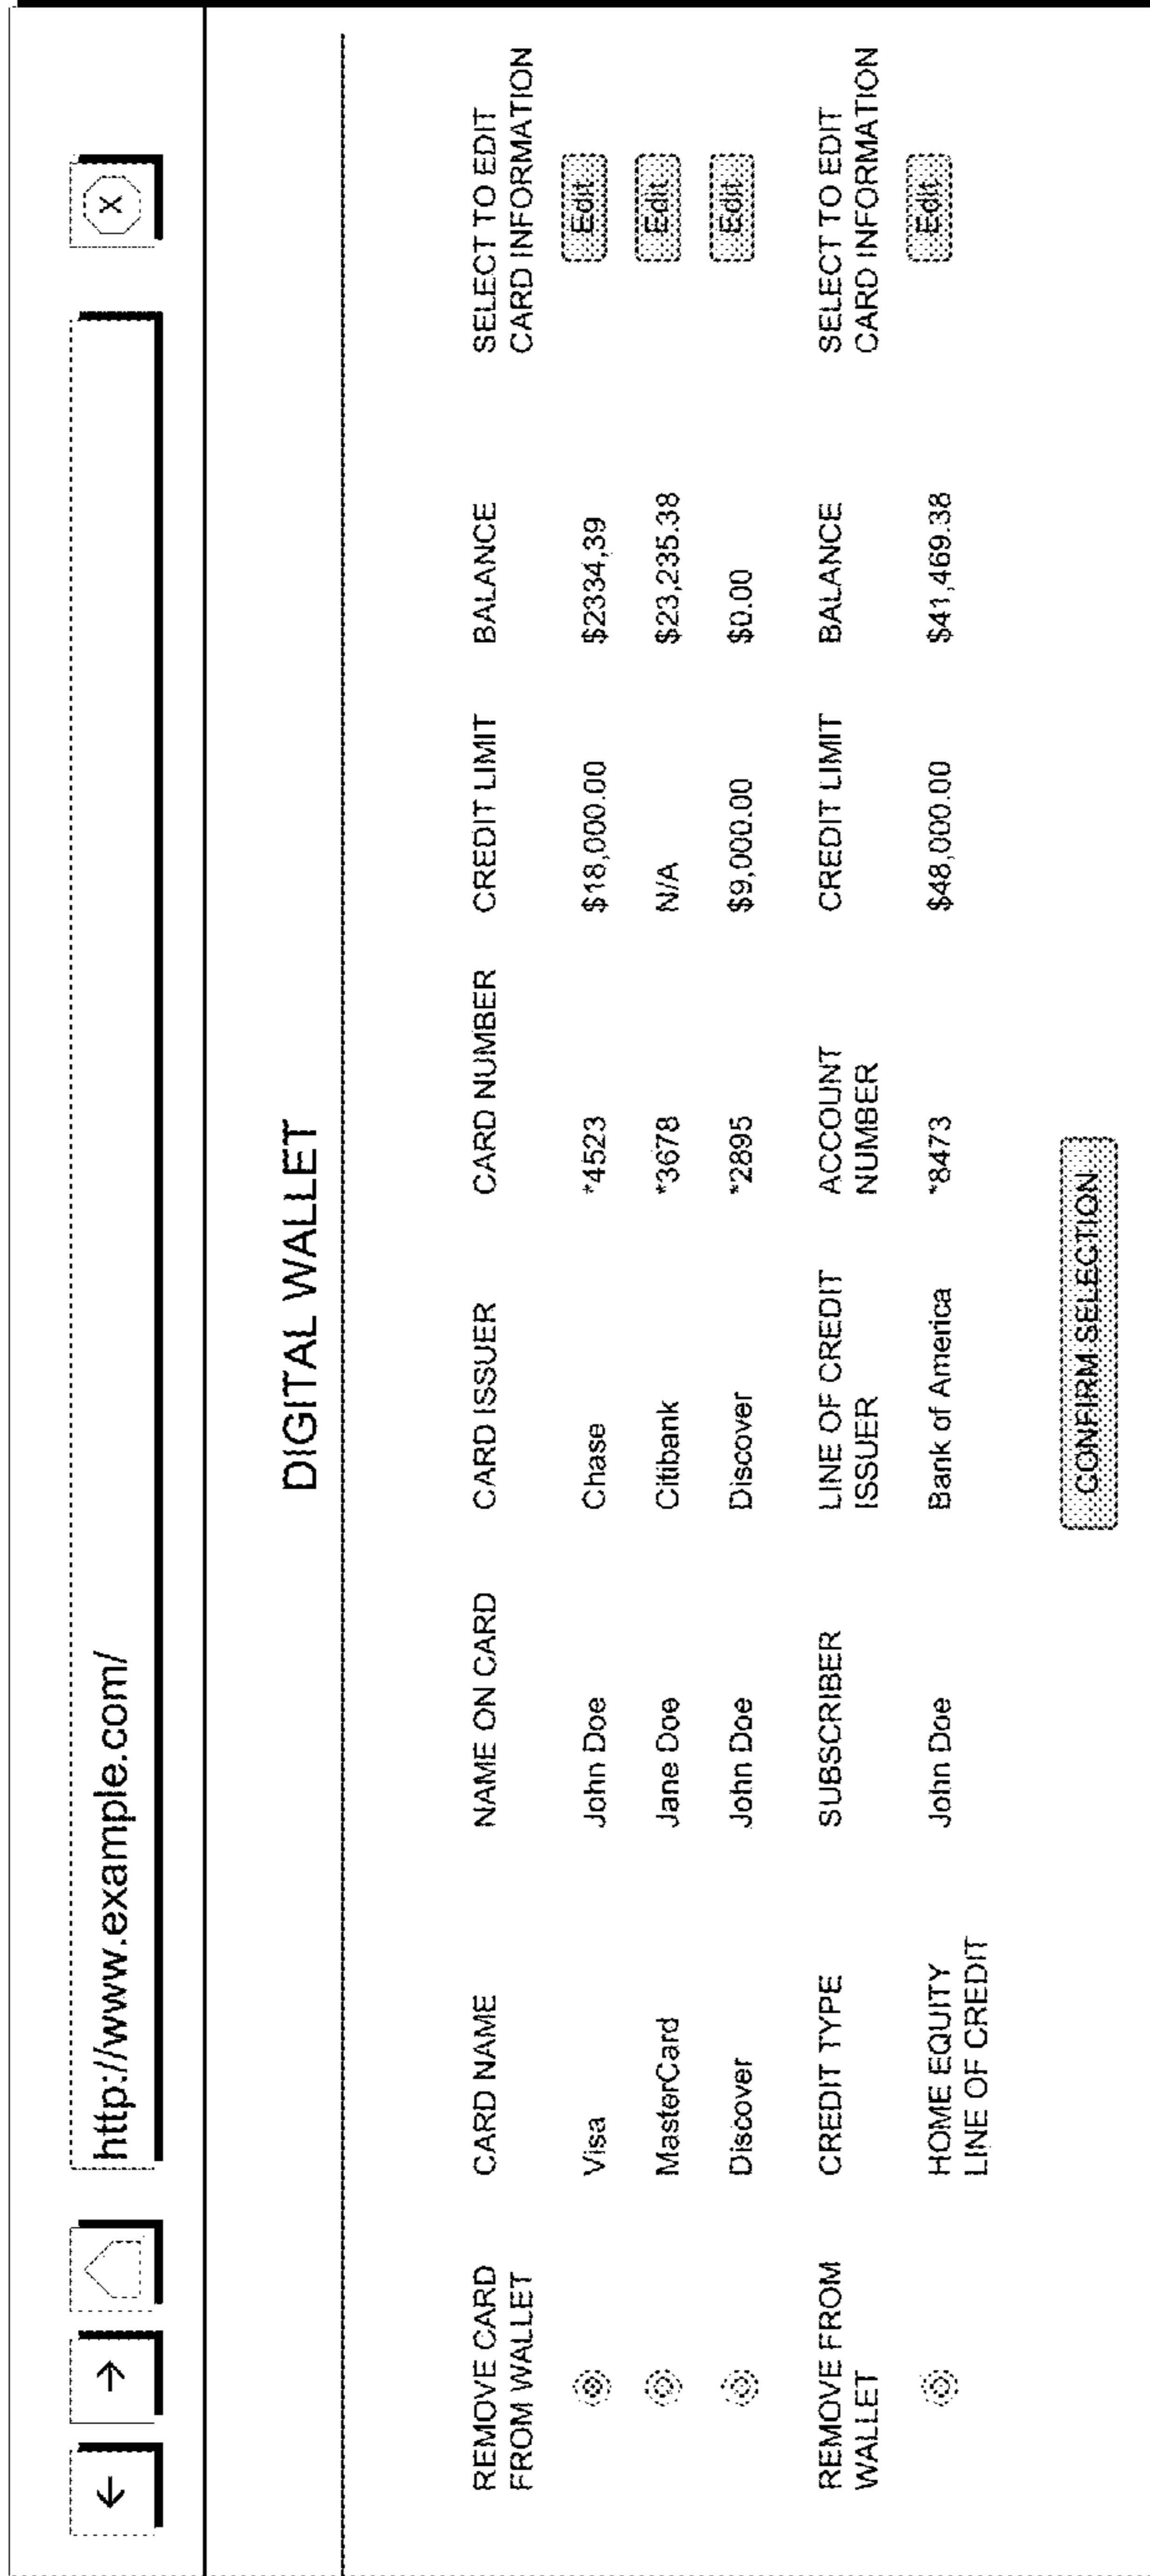 http://www.example.com/ X
DIGITAL WALLET
REMOVE CARD FROM WALLET CARD NAME NAME ON CARD CARD ISSUER CARD NUMBER CREDIT LIMIT BALANCE SELECT TO EDIT CARD INFORMATION
Visa John Doe Chase *4523 $18,000.00 $2334,39 Edit
MasterCard Jane Doe Citibank *3678 N/A $23,235.38 Edit
Discover John Doe Discover *2895 $9,000.00 $0.00 Edit
REMOVE FROM WALLET CREDIT TYPE SUBSCRIBER LINE OF CREDIT ISSUER ACCOUNT NUMBER CREDIT LIMIT BALANCE SELECT TO EDIT CARD INFORMATION
HOME EQUITY LINE OF CREDIT John Doe Bank of America *8473 $48,000.00 $41,469.38 Edit
CONFIRM SELECTION